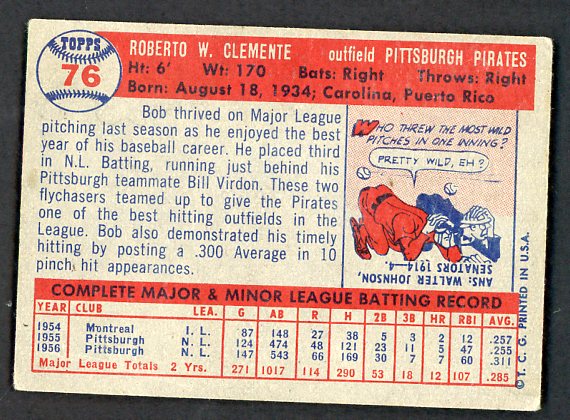 TOPPS
76
ROBERTO W. CLEMENTE outfield PITTSBURGH PIRATES
Ht: 6' Wt: 170 Bats: Right Throws: Right
Born: August 18, 1934; Carolina, Puerto Rico
Bob thrived on Major League
pitching last season as he enjoyed the best
year of his baseball career. He placed third
in N.L. Batting, running just behind his
Pittsburgh teammate Bill Virdon. These two
flychasers teamed up to give the Pirates
one of the best hitting outfields in
the League. Bob also demonstrated his timely
hitting by posting a .300 Average in 10
pinch hit appearances.
WHO THREW THE MOST WILD
PITCHES IN ONE INNING?
PRETTY WILD, EH?
ANS: WALTER JOHNSON,
SENATORS 1914—4
© T. C. G. PRINTED IN U.S.A.
COMPLETE MAJOR & MINOR LEAGUE BATTING RECORD
YEAR CLUB LEA. G AB R H 2B 3B HR RBI AVG.
1954 Montreal I. L. 87 148 27 38 5 3 2 12 .257
1955 Pittsburgh N. L. 124 474 48 121 23 11 5 47 .255
1956 Pittsburgh N. L. 147 543 66 169 30 7 7 60 .311
Major League Totals 2 Yrs. 271 1017 114 290 53 18 12 107 .285